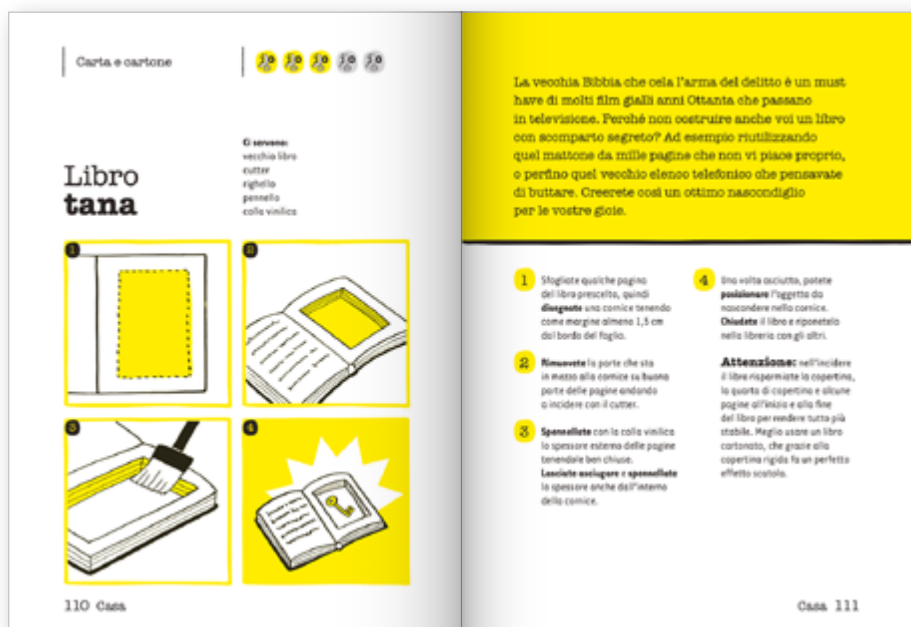 Carta e cartone
Libro
tana
Ci servono:
vecchio libro
cutter
righello
pennello
colla vinilica
1
2
3
4
110 Casa
La vecchia Bibbia che cela l'arma del delitto è un must
have di molti film gialli anni Ottanta che passano
in televisione. Perché non costruire anche voi un libro
con scomparto segreto? Ad esempio riutilizzando
quel mattone da mille pagine che non vi piace proprio,
o perfino quel vecchio elenco telefonico che pensavate
di buttare. Creerete così un ottimo nascondiglio
per le vostre gioie.
1 Sfogliate qualche pagina
del libro prescelto, quindi
disegnate una cornice tenendo
come margine almeno 1,5 cm
dal bordo del foglio.
2 Rimuovete la parte che sta
in mezzo alla cornice su buona
parte delle pagine andando
a incidere con il cutter.
3 Spennellate con la colla vinilica
lo spessore esterno delle pagine
tenendole ben chiuse.
Lasciate asciugare e spennellate
lo spessore anche dall'interno
della cornice.
4 Una volta asciutto, potete
posizionare l'oggetto da
nascondere nella cornice.
Chiudete il libro e riponetelo
nella libreria con gli altri.
Attenzione: nell'incidere
il libro risparmiate la copertina,
la quarta di copertina e alcune
pagine all'inizio e alla fine
del libro per rendere tutto più
stabile. Meglio usare un libro
cartonato, che grazie alla
copertina rigida fa un perfetto
effetto scatola.
Casa 111